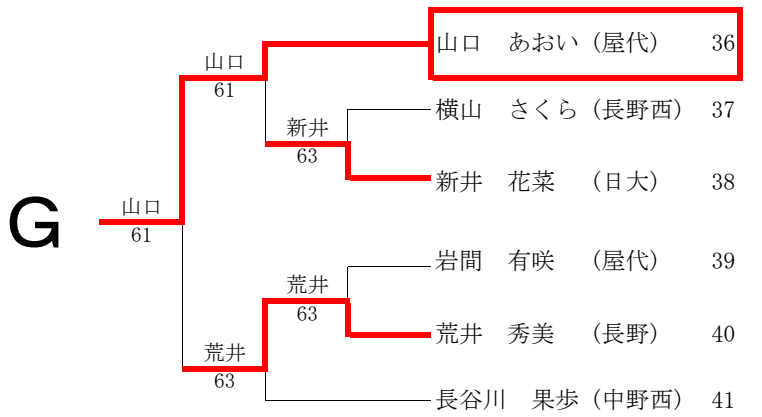 山口 あおい（屋代） 36
山口
61
横山 さくら（長野西） 37
新井
63
新井 花菜 （日大） 38
G
山口
61
岩間 有咲 （屋代） 39
荒井
63
荒井 秀美 （長野） 40
荒井
63
長谷川 果歩（中野西） 41